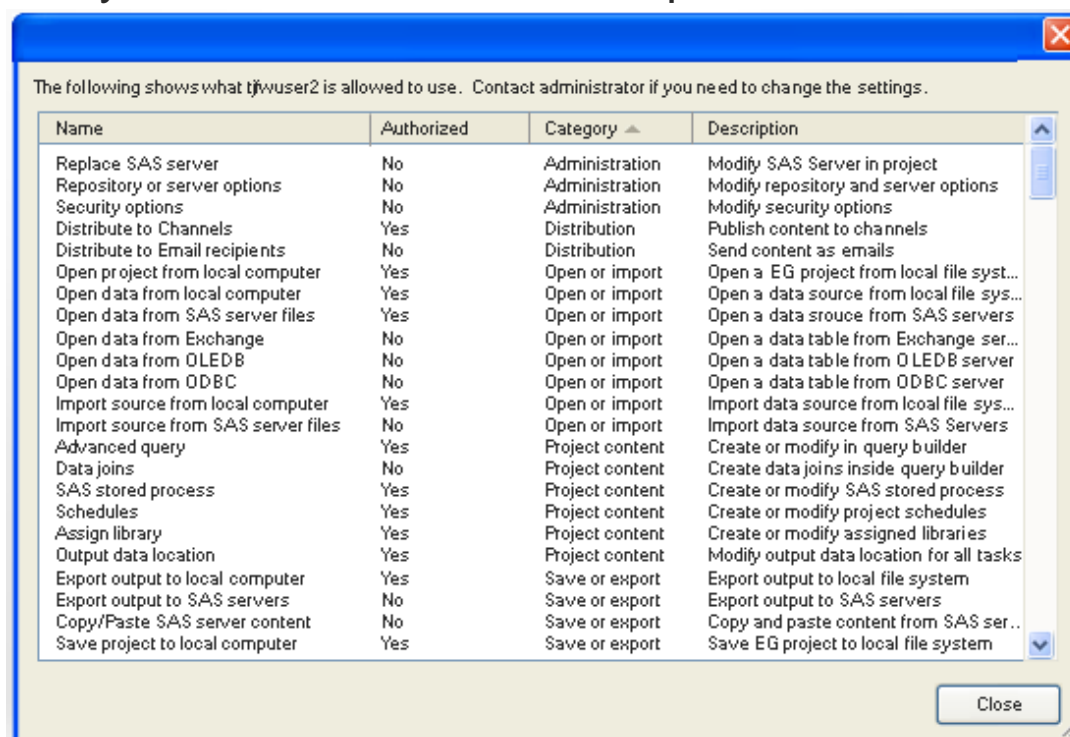 The following shows what tjfwuser2 is allowed to use. Contact administrator if you need to change the settings.
Name Authorized Category Description
Replace SAS server No Administration Modify SAS Server in project
Repository or server options No Administration Modify repository and server options
Security options No Administration Modify security options
Distribute to Channels Yes Distribution Publish content to channels
Distribute to Email recipients No Distribution Send content as emails
Open project from local computer Yes Open or import Open a EG project from local file syst...
Open data from local computer Yes Open or import Open a data source from local file sys...
Open data from SAS server files Yes Open or import Open a data srouce from SAS servers
Open data from Exchange No Open or import Open a data table from Exchange ser...
Open data from OLEDB No Open or import Open a data table from OLEDB server
Open data from ODBC No Open or import Open a data table from ODBC server
Import source from local computer Yes Open or import Import data source from lcoal file sys...
Import source from SAS server files No Open or import Import data source from SAS Servers
Advanced query Yes Project content Create or modify in query builder
Data joins No Project content Create data joins inside query builder
SAS stored process Yes Project content Create or modify SAS stored process
Schedules Yes Project content Create or modify project schedules
Assign library Yes Project content Create or modify assigned libraries
Output data location Yes Project content Modify output data location for all tasks
Export output to local computer Yes Save or export Export output to local file system
Export output to SAS servers No Save or export Export output to SAS servers
Copy/Paste SAS server content No Save or export Copy and paste content from SAS ser..
Save project to local computer Yes Save or export Save EG project to local file system
Close